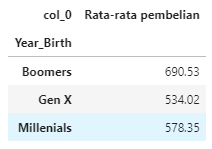 col_0 Rata-rata pembelian
Year_Birth
Boomers 690.53
Gen X 534.02
Millenials 578.35